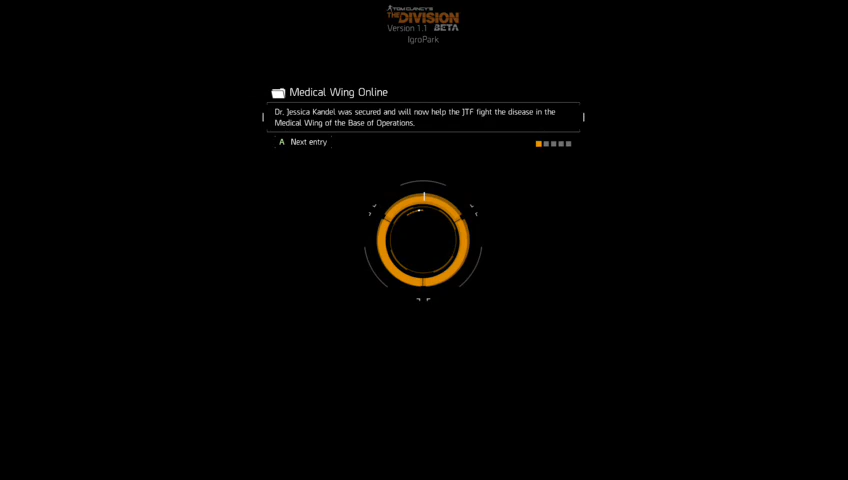 TOM CLANCY'S
THE DIVISION
Version 1.1 BETA
IgroPark
Medical Wing Online
Dr. Jessica Kandel was secured and will now help the JTF fight the disease in the
Medical Wing of the Base of Operations.
A Next entry